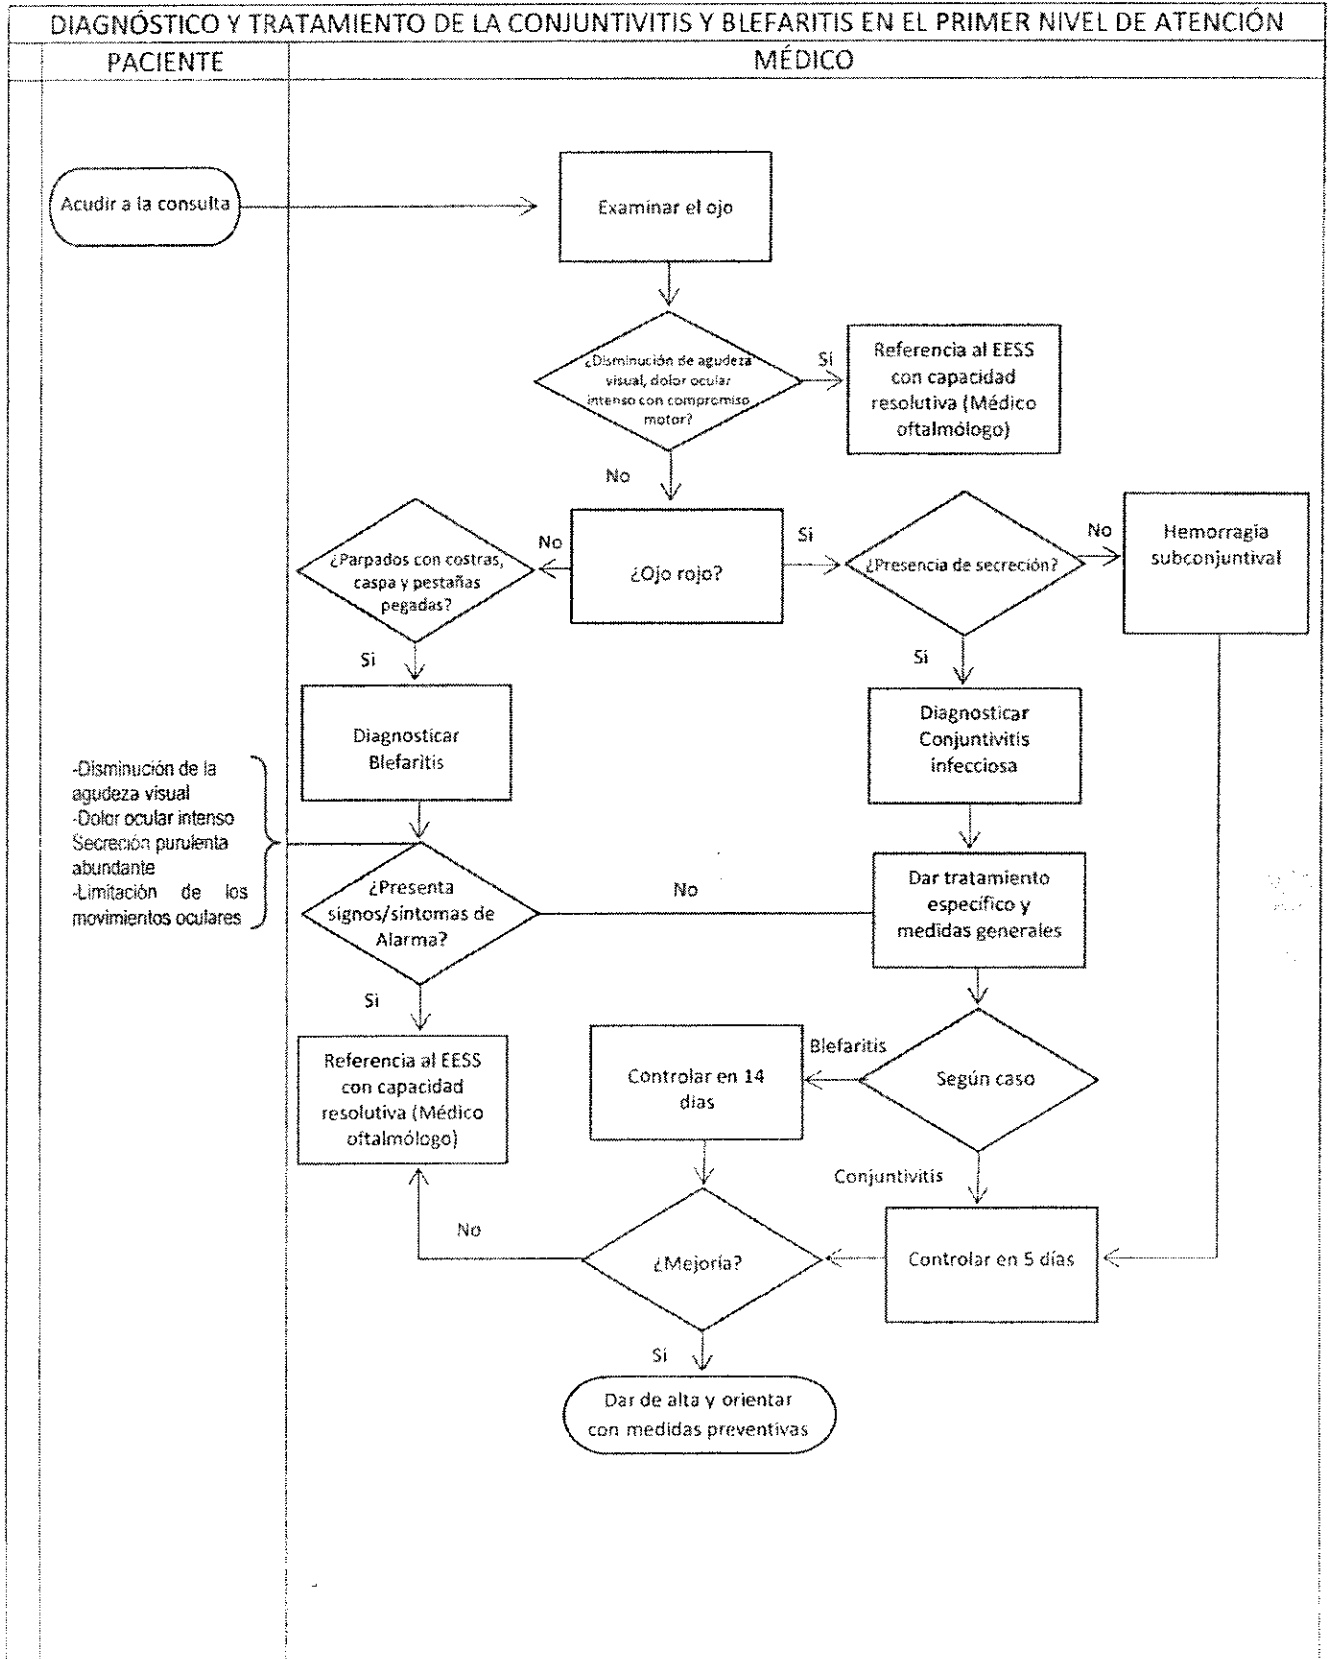 DIAGNÓSTICO Y TRATAMIENTO DE LA CONJUNTIVITIS Y BLEFARITIS EN EL PRIMER NIVEL DE ATENCIÓN
PACIENTE
MÉDICO
Acudir a la consulta
Examinar el ojo
¿Disminución de agudeza
visual, dolor ocular
intenso con compromiso
motor?
Si
Referencia al EESS
con capacidad
resolutiva (Médico
oftalmólogo)
No
¿Parpados con costras,
caspa y pestañas
pegadas?
No
¿Ojo rojo?
Si
¿Presencia de secreción?
No
Hemorragia
subconjuntival
Si
Si
Diagnosticar
Blefaritis
Diagnosticar
Conjuntivitis
infecciosa
-Disminución de la
agudeza visual
-Dolor ocular intenso
Secreción purulenta
abundante
-Limitación de los
movimientos oculares
¿Presenta
signos/sintomas de
Alarma?
No
Dar tratamiento
específico y
medidas generales
Si
Referencia al EESS
con capacidad
resolutiva (Médico
oftalmólogo)
Controlar en 14
dias
Blefaritis
Según caso
Conjuntivitis
No
¿Mejoría?
Controlar en 5 días
Si
Dar de alta y orientar
con medidas preventivas